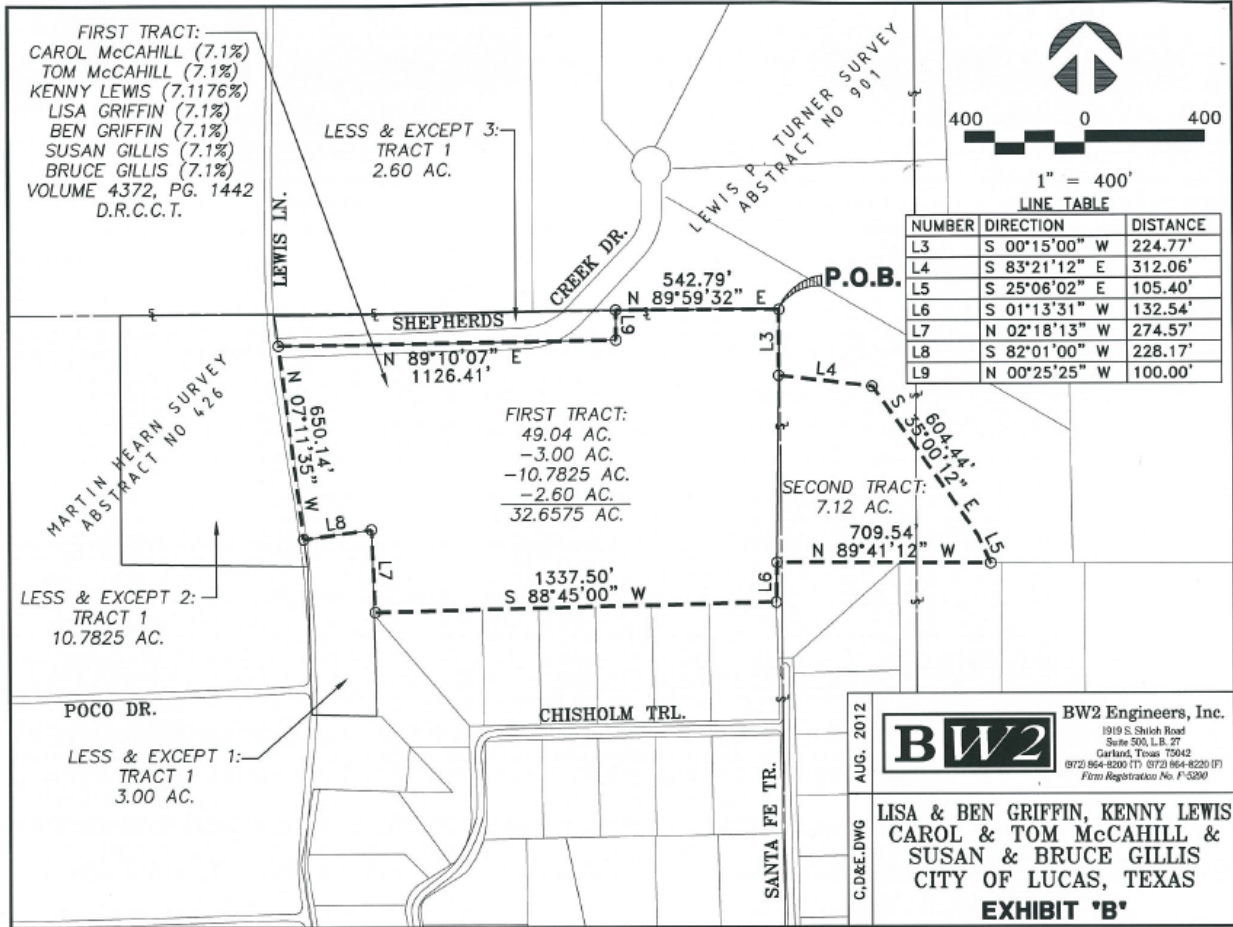 FIRST TRACT:
CAROL McCAHILL (7.1%)
TOM McCAHILL (7.1%)
KENNY LEWIS (7.1176%)
LISA GRIFFIN (7.1%)
BEN GRIFFIN (7.1%)
SUSAN GILLIS (7.1%)
BRUCE GILLIS (7.1%)
VOLUME 4372, PG. 1442
D.R.C.C.T.
LESS & EXCEPT 3:
TRACT 1
2.60 AC.
LEWIS P. TURNER SURVEY
ABSTRACT NO 901
400 0 400
1" = 400'
LINE TABLE
NUMBER DIRECTION DISTANCE
L3 S 00°15'00" W 224.77'
L4 S 83°21'12" E 312.06'
L5 S 25°06'02" E 105.40'
L6 S 01°13'31" W 132.54'
L7 N 02°18'13" W 274.57'
L8 S 82°01'00" W 228.17'
L9 N 00°25'25" W 100.00'
LEWIS LN.
SHEPHERDS
CREEK DR.
542.79'
N 89°59'32" E
P.O.B.
L9
L3
L4
N 89°10'07" E
1126.41'
650.14'
N 07°11'35" W
MARTIN HEARN SURVEY
ABSTRACT NO 426
FIRST TRACT:
49.04 AC.
-3.00 AC.
-10.7825 AC.
-2.60 AC.
32.6575 AC.
604.44'
S 35°00'12" E
SECOND TRACT:
7.12 AC.
709.54'
N 89°41'12" W
L5
L8
L7
L6
1337.50'
S 88°45'00" W
LESS & EXCEPT 2:
TRACT 1
10.7825 AC.
POCO DR.
CHISHOLM TRL.
LESS & EXCEPT 1:
TRACT 1
3.00 AC.
SANTA FE TR.
AUG. 2012
C,D&E.DWG
BW2
BW2 Engineers, Inc.
1919 S. Shiloh Road
Suite 500, L.B. 27
Garland, Texas 75042
(972) 864-8200 (T) (972) 864-8220 (F)
Firm Registration No. F-5290
LISA & BEN GRIFFIN, KENNY LEWIS
CAROL & TOM McCAHILL &
SUSAN & BRUCE GILLIS
CITY OF LUCAS, TEXAS
EXHIBIT "B"